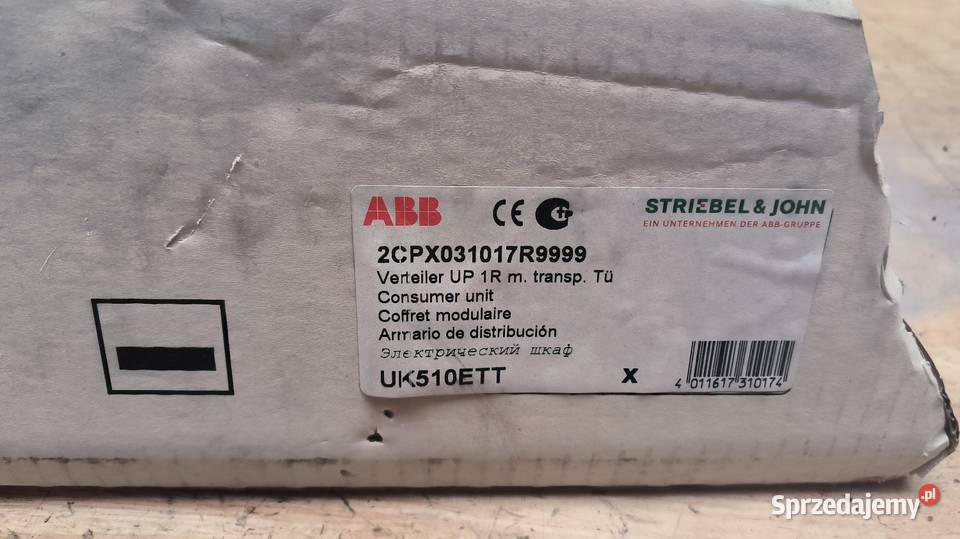 ABB
CE
STRIEBEL & JOHN
EIN UNTERNEHMEN DER ABB-GRUPPE
2CPX031017R9999
Verteiler UP 1R m. transp. Tü
Consumer unit
Coffret modulaire
Armario de distribución
Электрический шкаф
UK510ETT
X
4 011617 310174
Sprzedajemy.pl